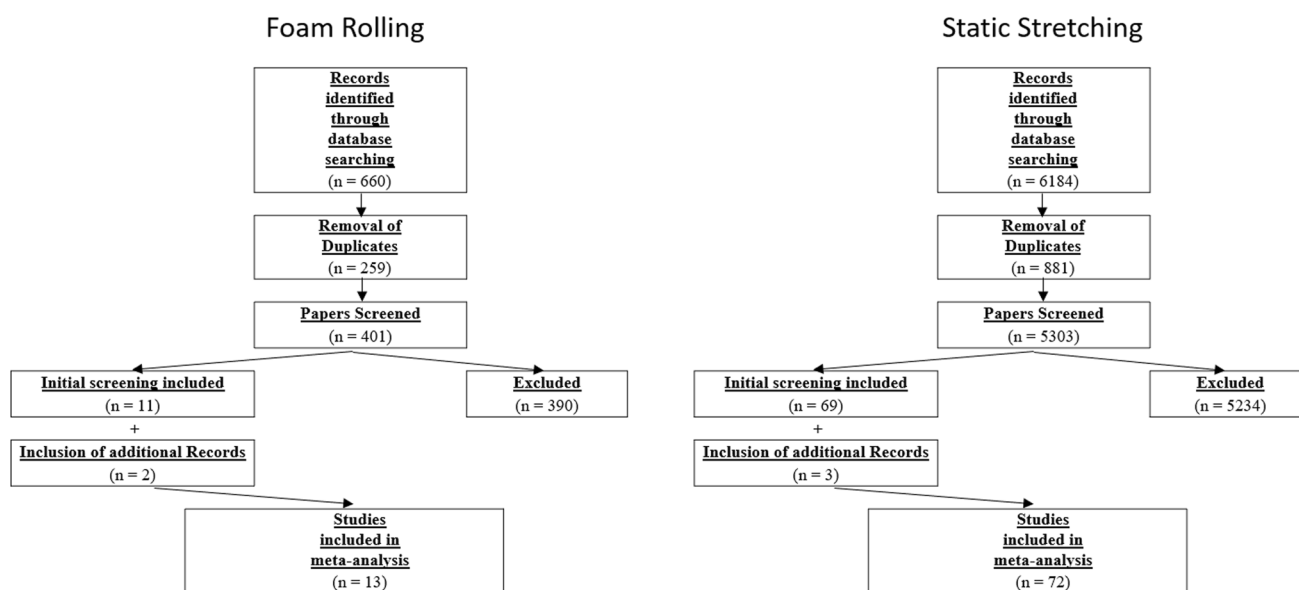 Foam Rolling
Records
identified
through
database
searching
(n = 660)
Removal of
Duplicates
(n = 259)
Papers Screened
(n = 401)
Initial screening included
(n = 11)
Excluded
(n = 390)
+
Inclusion of additional Records
(n = 2)
Studies
included in
meta-analysis
(n = 13)
Static Stretching
Records
identified
through
database
searching
(n = 6184)
Removal of
Duplicates
(n = 881)
Papers Screened
(n = 5303)
Initial screening included
(n = 69)
Excluded
(n = 5234)
+
Inclusion of additional Records
(n = 3)
Studies
included in
meta-analysis
(n = 72)